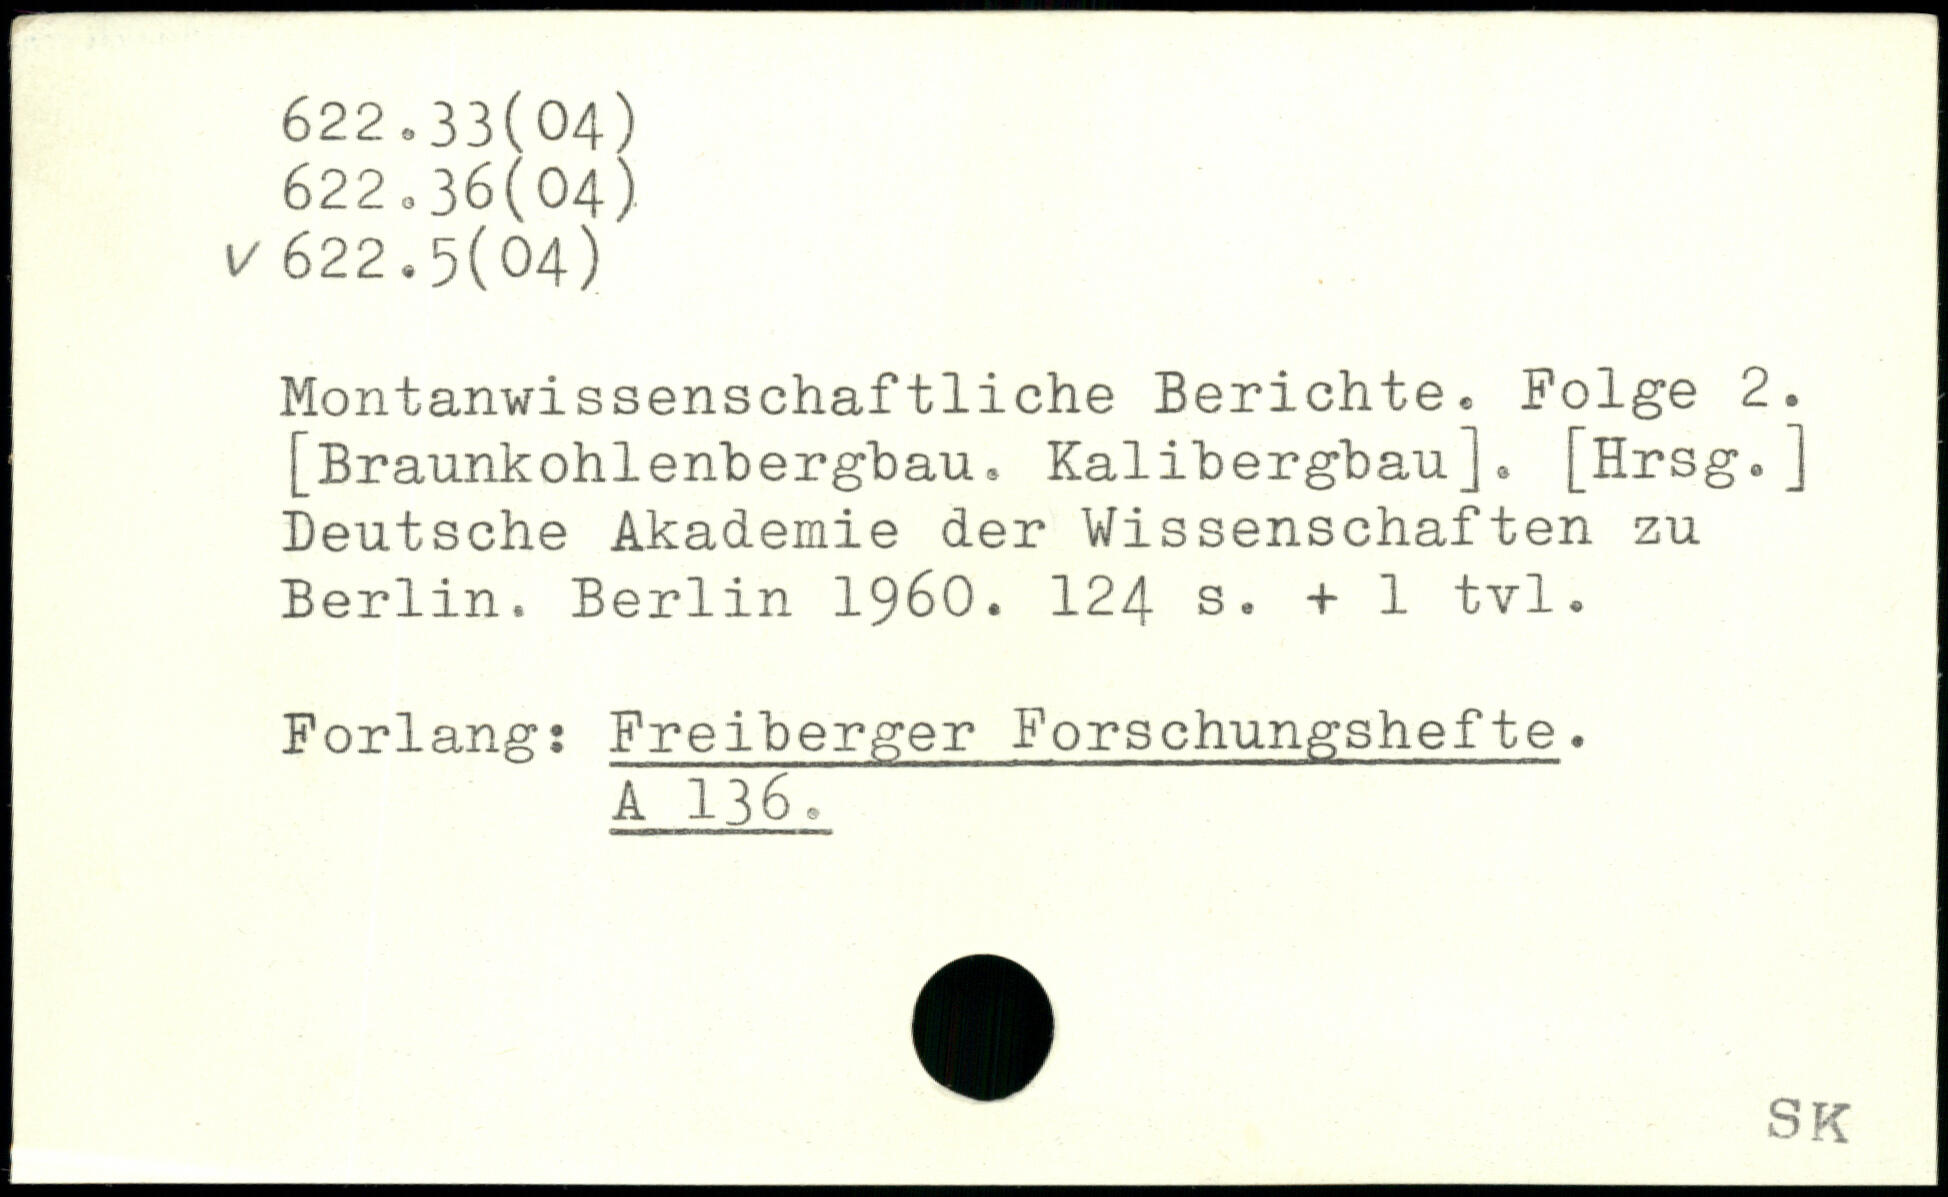 622.33(04)
622.36(04)
v 622.5(04)
Montanwissenschaftliche Berichte. Folge 2.
[Braunkohlenbergbau. Kalibergbau]. [Hrsg.]
Deutsche Akademie der Wissenschaften zu
Berlin. Berlin 1960. 124 s. + 1 tvl.
Forlang: Freiberger Forschungshefte.
A 136.
SK